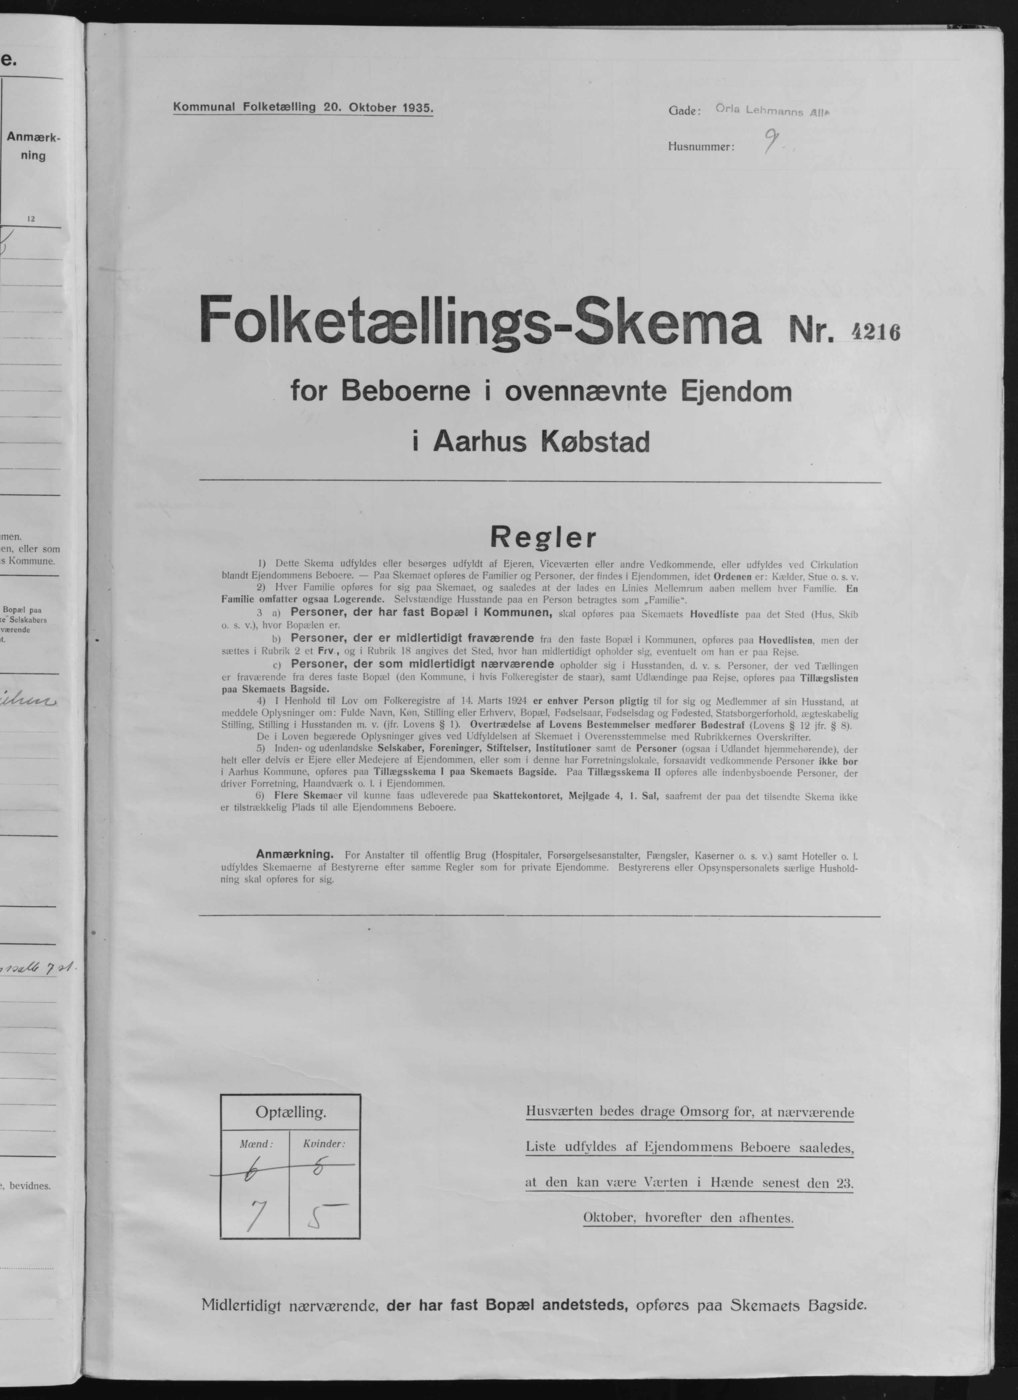 e.
Anmærk-
ning
12
men.
en, eller som
s Kommune.
Bopæl paa
te" Selskabers
værende
t.
e, bevidnes.
Kommunal Folketælling 20. Oktober 1935.
Gade: Orla Lehmanns Alle
Husnummer: 9
Folketællings-Skema Nr. 4216
for Beboerne i ovennævnte Ejendom
i Aarhus Købstad
Regler
1) Dette Skema udfyldes eller besørges udfyldt af Ejeren, Viceværten eller andre Vedkommende, eller udfyldes ved Cirkulation
blandt Ejendommens Beboere. — Paa Skemaet opføres de Familier og Personer, der findes i Ejendommen, idet Ordenen er: Kælder, Stue o. s. v.
2) Hver Familie opføres for sig paa Skemaet, og saaledes at der lades en Linies Mellemrum aaben mellem hver Familie. En
Familie omfatter ogsaa Logerende. Selvstændige Husstande paa en Person betragtes som „Familie".
3 a) Personer, der har fast Bopæl i Kommunen, skal opføres paa Skemaets Hovedliste paa det Sted (Hus, Skib
o. s. v.), hvor Bopælen er.
b) Personer, der er midlertidigt fraværende fra den faste Bopæl i Kommunen, opføres paa Hovedlisten, men der
sættes i Rubrik 2 et Frv., og i Rubrik 18 angives det Sted, hvor han midlertidigt opholder sig, eventuelt om han er paa Rejse.
c) Personer, der som midlertidigt nærværende opholder sig i Husstanden, d. v. s. Personer, der ved Tællingen
er fraværende fra deres faste Bopæl (den Kommune, i hvis Folkeregister de staar), samt Udlændinge paa Rejse, opføres paa Tillægslisten
paa Skemaets Bagside.
4) I Henhold til Lov om Folkeregistre af 14. Marts 1924 er enhver Person pligtig til for sig og Medlemmer af sin Husstand, at
meddele Oplysninger om: Fulde Navn, Køn, Stilling eller Erhverv, Bopæl, Fødselsaar, Fødselsdag og Fødested, Statsborgerforhold, ægteskabelig
Stilling, Stilling i Husstanden m. v. (jfr. Lovens § 1). Overtrædelse af Lovens Bestemmelser medfører Bødestraf (Lovens § 12 jfr. § 8).
De i Loven begærede Oplysninger gives ved Udfyldelsen af Skemaet i Overensstemmelse med Rubrikkernes Overskrifter.
5) Inden- og udenlandske Selskaber, Foreninger, Stiftelser, Institutioner samt de Personer (ogsaa i Udlandet hjemmehørende), der
helt eller delvis er Ejere eller Medejere af Ejendommen, eller som i denne har Forretningslokale, forsaavidt vedkommende Personer ikke bor
i Aarhus Kommune, opføres paa Tillægsskema I paa Skemaets Bagside. Paa Tillægsskema II opføres alle indenbysboende Personer, der
driver Forretning, Haandværk o. l. i Ejendommen.
6) Flere Skemaer vil kunne faas udleverede paa Skattekontoret, Mejlgade 4, 1. Sal, saafremt der paa det tilsendte Skema ikke
er tilstrækkelig Plads til alle Ejendommens Beboere.
Anmærkning. For Anstalter til offentlig Brug (Hospitaler, Forsørgelsesanstalter, Fængsler, Kaserner o. s. v.) samt Hoteller o. l.
udfyldes Skemaerne af Bestyrerne efter samme Regler som for private Ejendomme. Bestyrerens eller Opsynspersonalets særlige Hushold-
ning skal opføres for sig.
Optælling.
Mænd: Kvinder:
6 6
7 5
Husværten bedes drage Omsorg for, at nærværende
Liste udfyldes af Ejendommens Beboere saaledes,
at den kan være Værten i Hænde senest den 23.
Oktober, hvorefter den afhentes.
Midlertidigt nærværende, der har fast Bopæl andetsteds, opføres paa Skemaets Bagside.